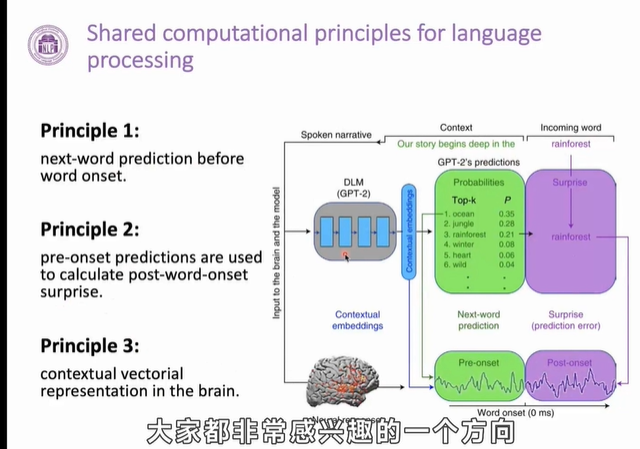 NLP
Shared computational principles for language
processing
Principle 1:
next-word prediction before
word onset.
Principle 2:
pre-onset predictions are used
to calculate post-word-onset
surprise.
Principle 3:
contextual vectorial
representation in the brain.
Spoken narrative
Context
Incoming word
Our story begins deep in the
rainforest
GPT-2's predictions
DLM
(GPT-2)
Input to the brain and the model
Contextual embeddings
Probabilities
Top-k P
1. ocean 0.35
2. jungle 0.28
3. rainforest 0.21
4. winter 0.08
5. heart 0.06
6. wild 0.04
Surprise
rainforest
Contextual
embeddings
Next-word
prediction
Surprise
(prediction error)
Pre-onset
Post-onset
Word onset (0 ms)
大家都非常感兴趣的一个方向